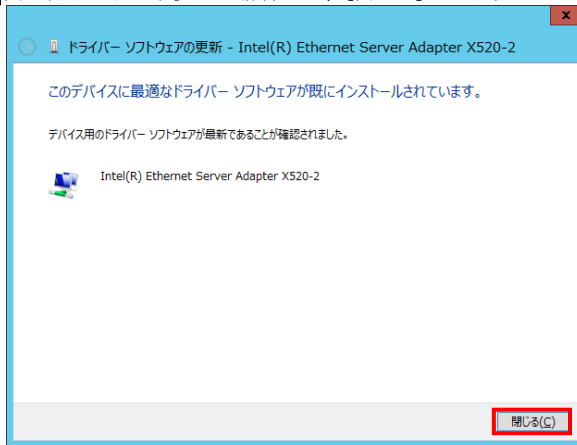 ドライバー ソフトウェアの更新 - Intel(R) Ethernet Server Adapter X520-2
このデバイスに最適なドライバー ソフトウェアが既にインストールされています。
デバイス用のドライバー ソフトウェアが最新であることが確認されました。
Intel(R) Ethernet Server Adapter X520-2
閉じる(C)